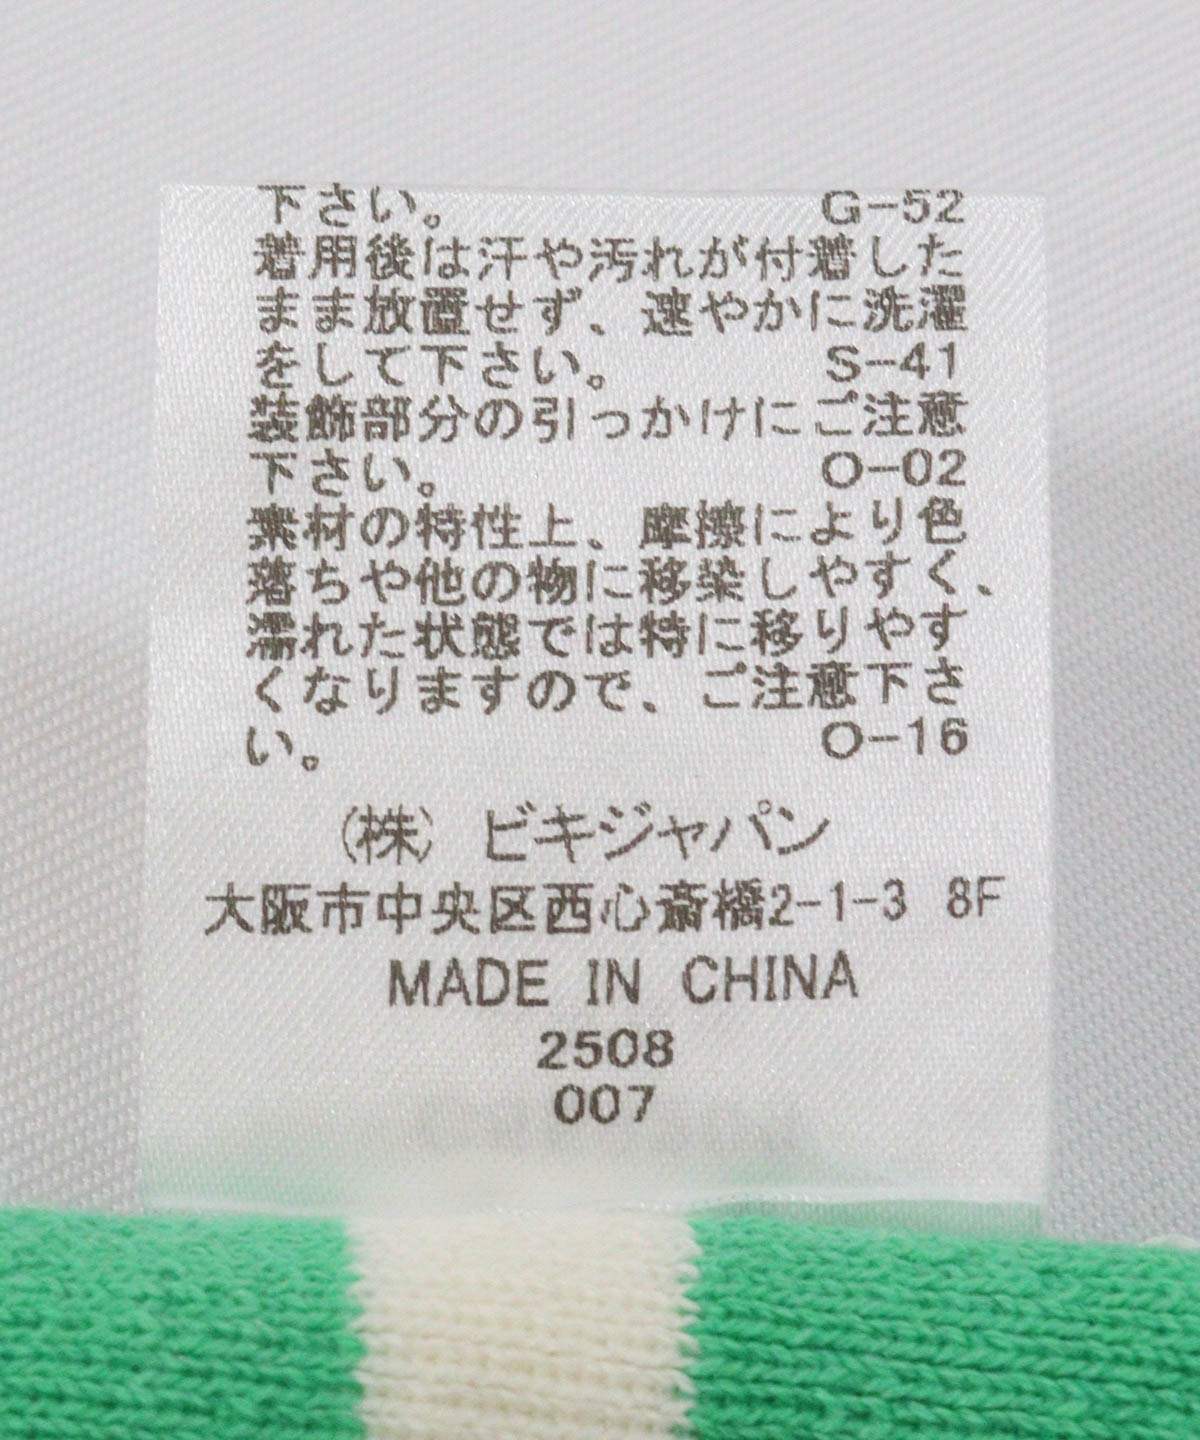 下さい。 G-52
着用後は汗や汚れが付着した
まま放置せず、速やかに洗濯
をして下さい。 S-41
装飾部分の引っかけにご注意
下さい。 O-02
素材の特性上、摩擦により色
落ちや他の物に移染しやすく、
濡れた状態では特に移りやす
くなりますので、ご注意下さ
い。 O-16
(株) ビキジャパン
大阪市中央区西心斎橋2-1-3 8F
MADE IN CHINA
2508
007